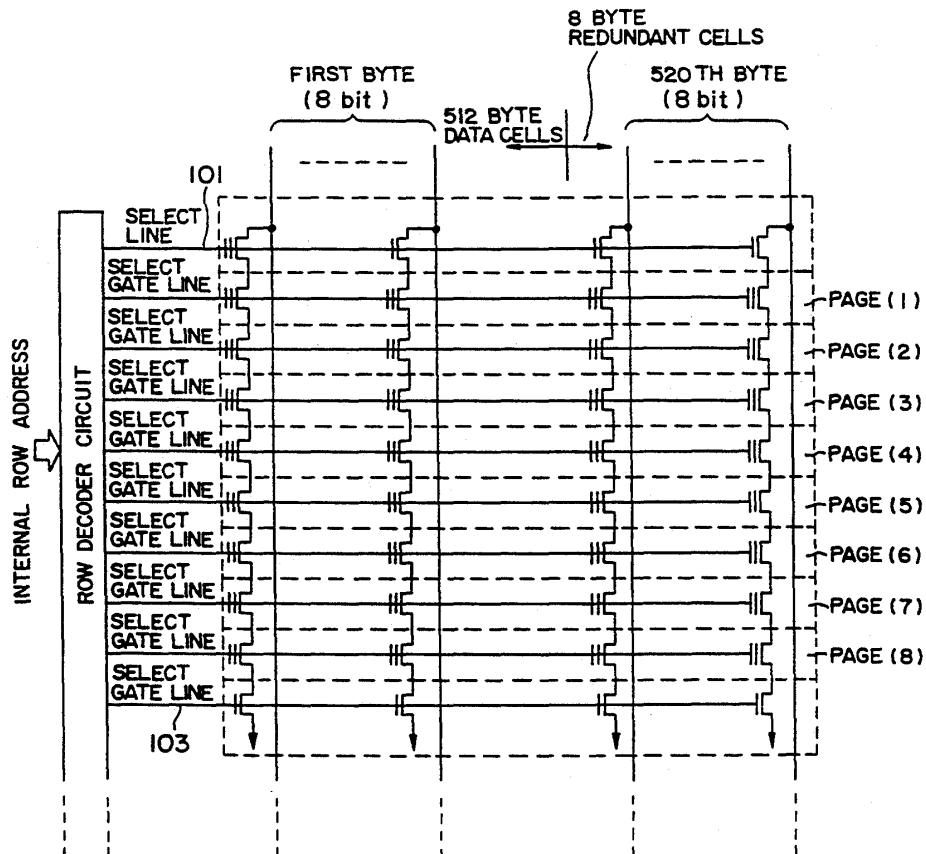 8 BYTE
REDUNDANT CELLS
FIRST BYTE
(8 bit)
520TH BYTE
(8 bit)
512 BYTE
DATA CELLS
101
SELECT
LINE
SELECT
GATE LINE
PAGE (1)
SELECT
GATE LINE
PAGE (2)
SELECT
GATE LINE
PAGE (3)
SELECT
GATE LINE
PAGE (4)
SELECT
GATE LINE
PAGE (5)
SELECT
GATE LINE
PAGE (6)
SELECT
GATE LINE
PAGE (7)
SELECT
GATE LINE
PAGE (8)
SELECT
GATE LINE
103
INTERNAL ROW ADDRESS
ROW DECODER CIRCUIT